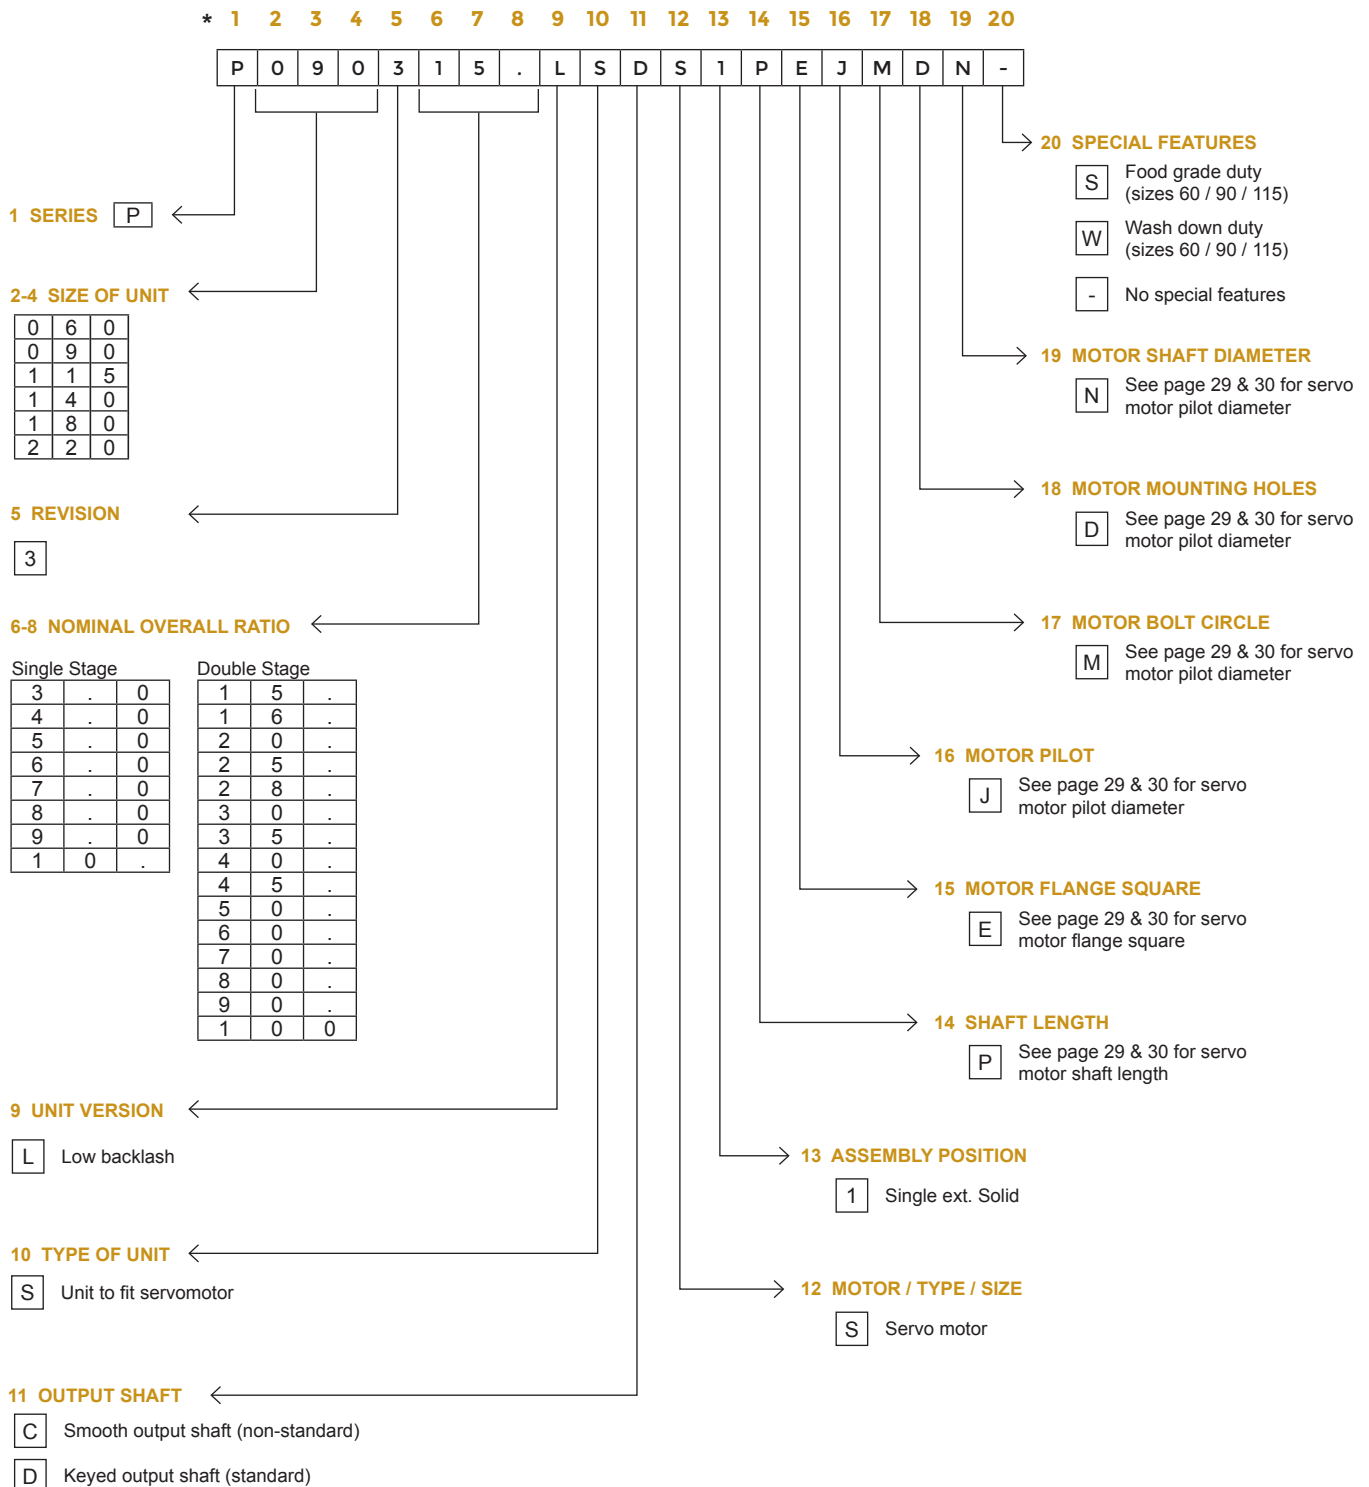 * 1 2 3 4 5 6 7 8 9 10 11 12 13 14 15 16 17 18 19 20
P 0 9 0 3 1 5 . L S D S 1 P E J M D N -
20 SPECIAL FEATURES
S Food grade duty
(sizes 60 / 90 / 115)
W Wash down duty
(sizes 60 / 90 / 115)
- No special features
1 SERIES P
2-4 SIZE OF UNIT
0 6 0
0 9 0
1 1 5
1 4 0
1 8 0
2 2 0
19 MOTOR SHAFT DIAMETER
N See page 29 & 30 for servo
motor pilot diameter
18 MOTOR MOUNTING HOLES
D See page 29 & 30 for servo
motor pilot diameter
5 REVISION
3
17 MOTOR BOLT CIRCLE
M See page 29 & 30 for servo
motor pilot diameter
6-8 NOMINAL OVERALL RATIO
Single Stage
3 . 0
4 . 0
5 . 0
6 . 0
7 . 0
8 . 0
9 . 0
1 0 .
Double Stage
1 5 .
1 6 .
2 0 .
2 5 .
2 8 .
3 0 .
3 5 .
4 0 .
4 5 .
5 0 .
6 0 .
7 0 .
8 0 .
9 0 .
1 0 0
16 MOTOR PILOT
J See page 29 & 30 for servo
motor pilot diameter
15 MOTOR FLANGE SQUARE
E See page 29 & 30 for servo
motor flange square
14 SHAFT LENGTH
P See page 29 & 30 for servo
motor shaft length
9 UNIT VERSION
L Low backlash
13 ASSEMBLY POSITION
1 Single ext. Solid
10 TYPE OF UNIT
S Unit to fit servomotor
12 MOTOR / TYPE / SIZE
S Servo motor
11 OUTPUT SHAFT
C Smooth output shaft (non-standard)
D Keyed output shaft (standard)